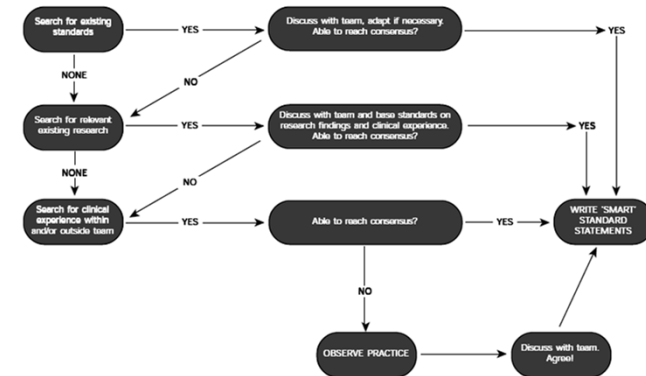 Search for existing
standards
YES
Discuss with team, adapt if necessary.
Able to reach consensus?
YES
NONE
NO
Search for relevant
existing research
YES
Discuss with team and base standards on
research findings and clinical experience.
Able to reach consensus?
YES
NONE
NO
Search for clinical
experience within
and/or outside team
YES
Able to reach consensus?
YES
WRITE 'SMART'
STANDARD
STATEMENTS
NO
OBSERVE PRACTICE
Discuss with team.
Agree!